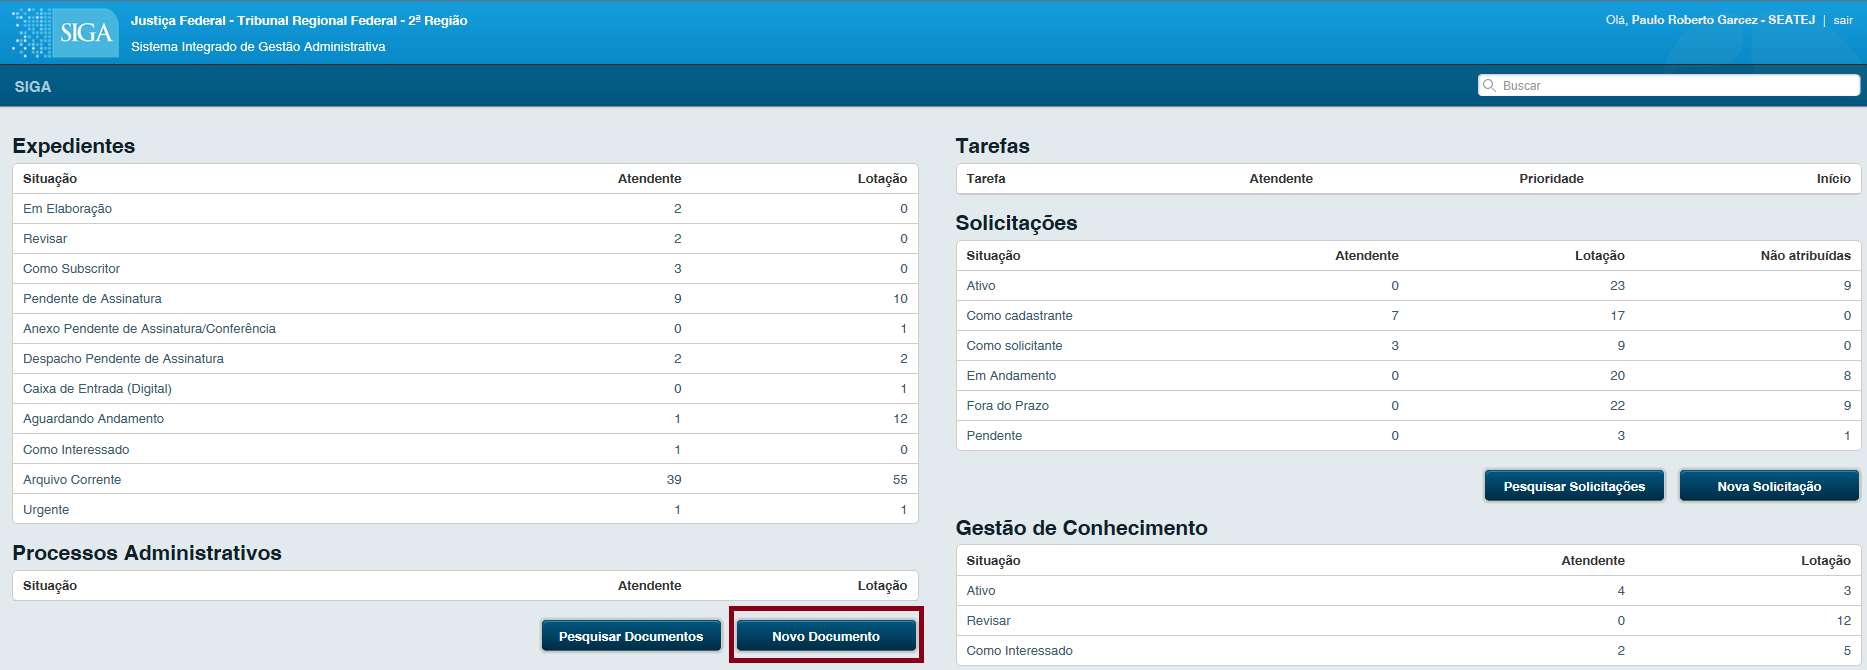 SIGA
Justiça Federal - Tribunal Regional Federal - 2ª Região
Sistema Integrado de Gestão Administrativa
Olá, Paulo Roberto Garcez - SEATEJ | sair
SIGA
Buscar
Expedientes
Situação Atendente Lotação
Em Elaboração 2 0
Revisar 2 0
Como Subscritor 3 0
Pendente de Assinatura 9 10
Anexo Pendente de Assinatura/Conferência 0 1
Despacho Pendente de Assinatura 2 2
Caixa de Entrada (Digital) 0 1
Aguardando Andamento 1 12
Como Interessado 1 0
Arquivo Corrente 39 55
Urgente 1 1
Processos Administrativos
Situação Atendente Lotação
Pesquisar Documentos
Novo Documento
Tarefas
Tarefa Atendente Prioridade Início
Solicitações
Situação Atendente Lotação Não atribuídas
Ativo 0 23 9
Como cadastrante 7 17 0
Como solicitante 3 9 0
Em Andamento 0 20 8
Fora do Prazo 0 22 9
Pendente 0 3 1
Pesquisar Solicitações
Nova Solicitação
Gestão de Conhecimento
Situação Atendente Lotação
Ativo 4 3
Revisar 0 12
Como Interessado 2 5